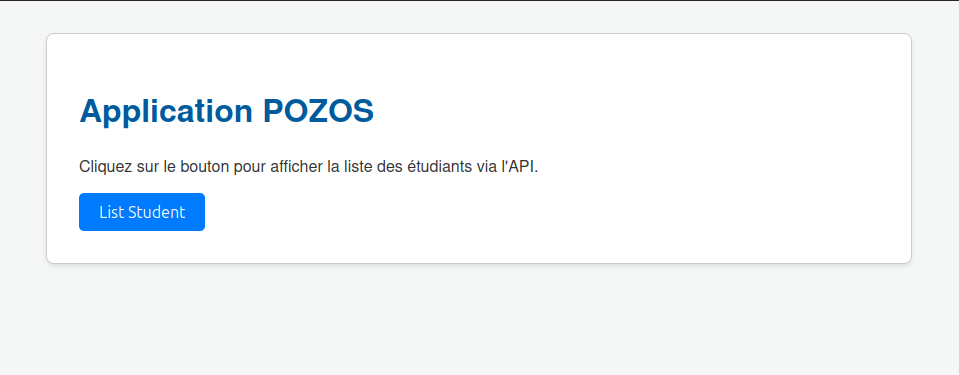 Application POZOS
Cliquez sur le bouton pour afficher la liste des étudiants via l'API.
List Student